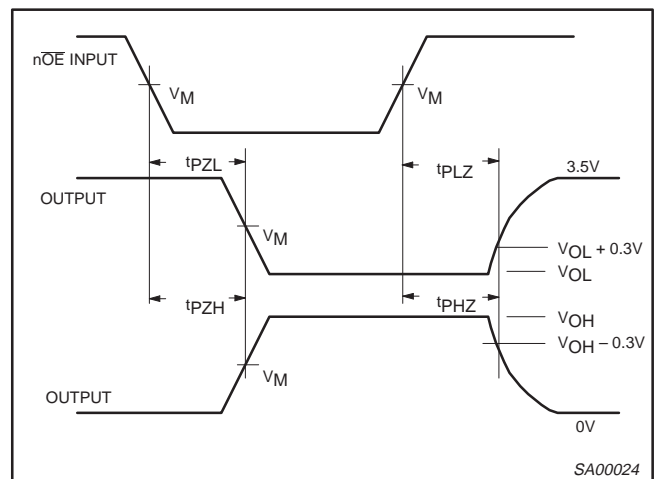 nO̅E̅ INPUT
VM
VM
tPZL
tPLZ
3.5V
OUTPUT
VM
VOL + 0.3V
VOL
tPZH
tPHZ
VOH
VOH – 0.3V
VM
OUTPUT
0V
SA00024